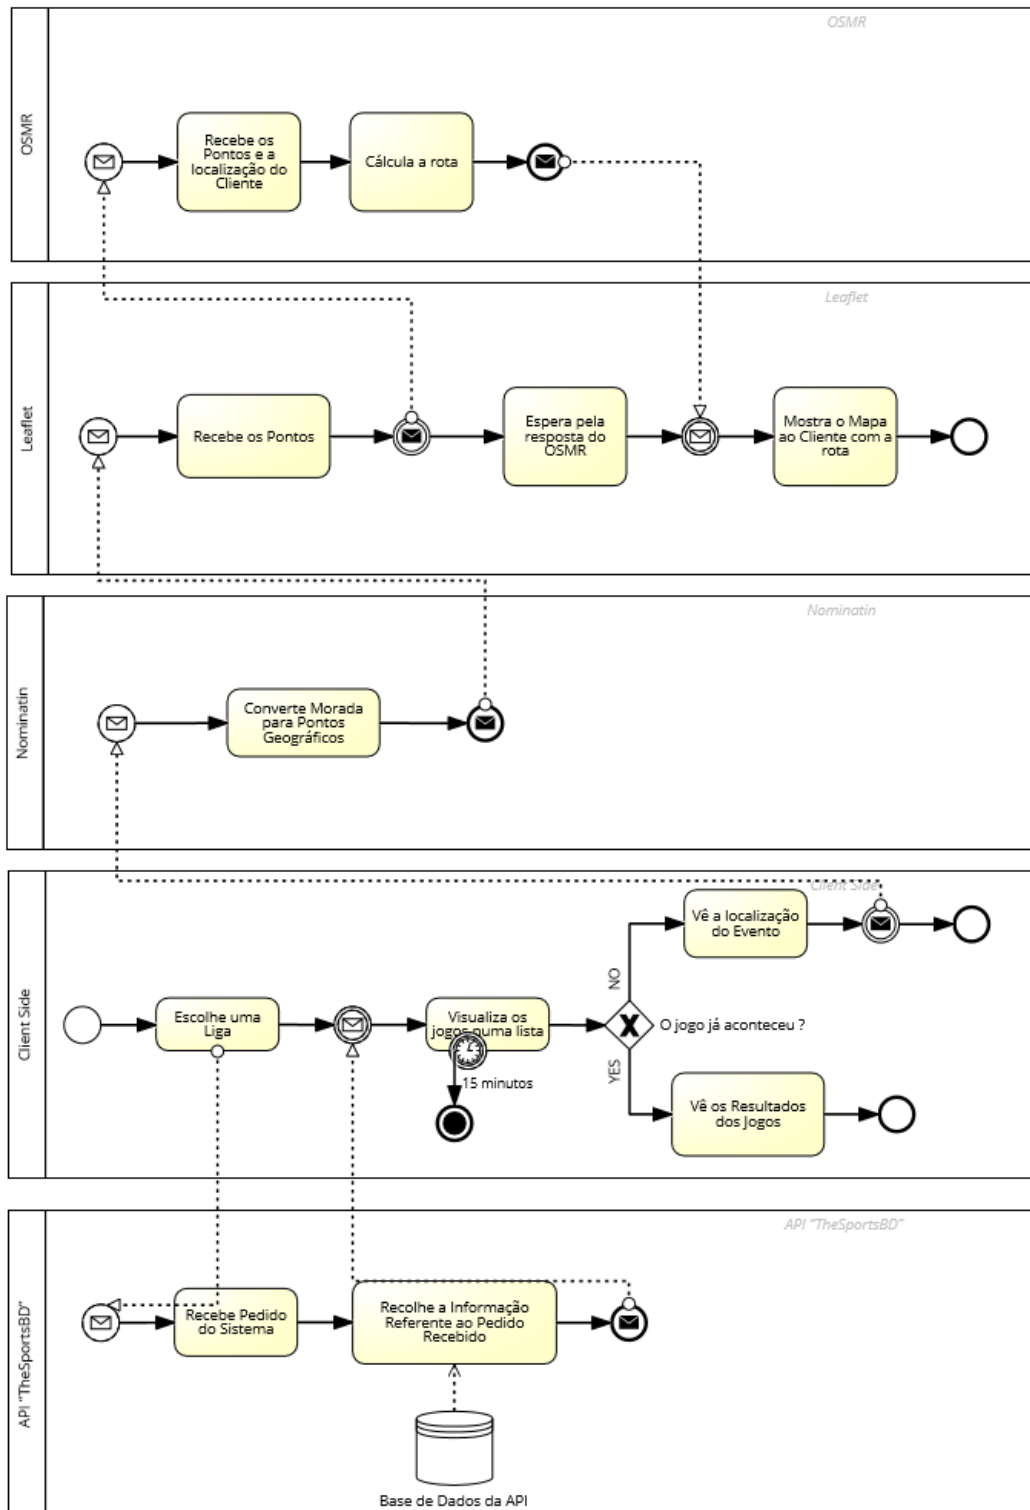 OSMR
OSMR
Recebe os
Pontos e a
localização do
Cliente
Cálcula a rota
Leaflet
Leaflet
Recebe os Pontos
Espera pela
resposta do
OSMR
Mostra o Mapa
ao Cliente com a
rota
Nominatin
Nominatin
Converte Morada
para Pontos
Geográficos
Client Side
Client Side
Vê a localização
do Evento
NO
Escolhe uma
Liga
Visualiza os
jogos numa lista
O jogo já aconteceu ?
15 minutos
YES
Vê os Resultados
dos Jogos
API "TheSportsBD"
API "TheSportsBD"
Recebe Pedido
do Sistema
Recolhe a Informação
Referente ao Pedido
Recebido
Base de Dados da API